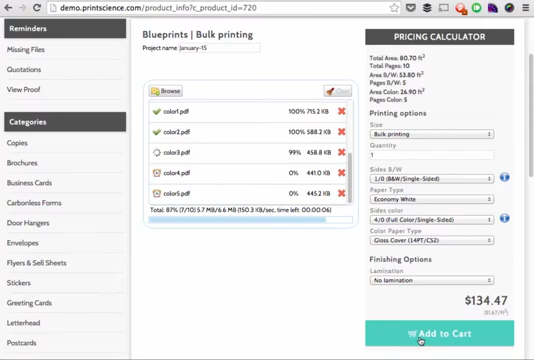 demo.printscience.com/product_info?c_product_id=720
Reminders
Missing Files
Quotations
View Proof
Categories
Copies
Brochures
Business Cards
Carbonless Forms
Door Hangers
Envelopes
Flyers & Sell Sheets
Stickers
Greeting Cards
Letterhead
Postcards
Blueprints | Bulk printing
Project name January-15
Browse
Clear
color1.pdf 100% 715.2 KB
color2.pdf 100% 588.2 KB
color3.pdf 99% 458.8 KB
color4.pdf 0% 441.0 KB
color5.pdf 0% 445.2 KB
Total: 87% (7/10) 5.7 MB/6.6 MB (150.3 KB/s, time left: 00:00:06)
PRICING CALCULATOR
Total Area: 80.70 ft²
Total Pages: 10
Area B/W: 53.80 ft²
Pages B/W: 5
Area Color: 26.90 ft²
Pages Color: 5
Printing options
Size
Bulk printing
Quantity
1
Sides B/W
1/0 (B&W/Single-Sided)
Paper Type
Economy White
Sides color
4/0 (Full Color/Single-Sided)
Color Paper Type
Gloss Cover (14PT/CS2)
Finishing Options
Lamination
No lamination
$134.47
($1.67/ft²)
Add to Cart